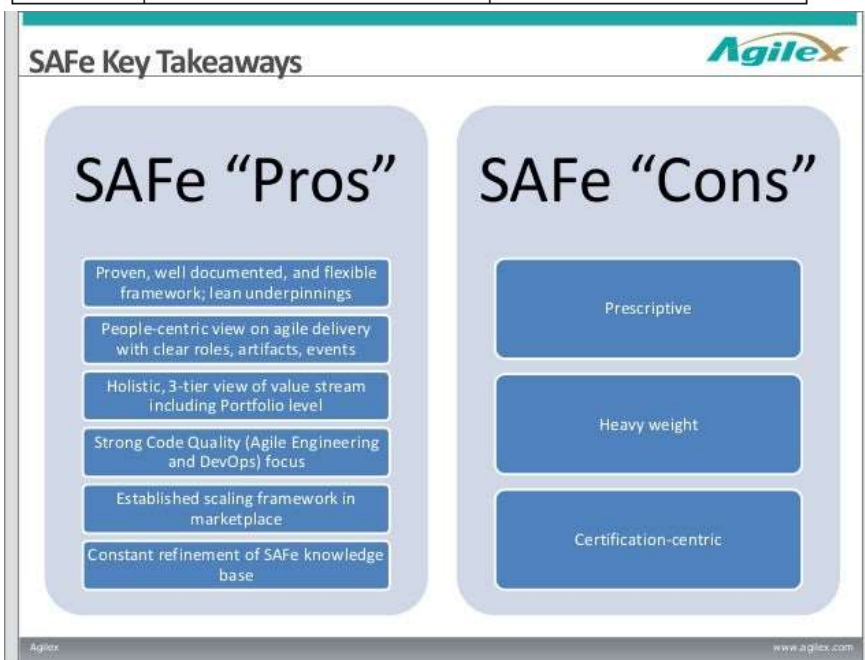 SAFe Key Takeaways
Agilex
SAFe “Pros”
Proven, well documented, and flexible
framework; lean underpinnings
People-centric view on agile delivery
with clear roles, artifacts, events
Holistic, 3-tier view of value stream
including Portfolio level
Strong Code Quality (Agile Engineering
and DevOps) focus
Established scaling framework in
marketplace
Constant refinement of SAFe knowledge
base
SAFe “Cons”
Prescriptive
Heavy weight
Certification-centric
Agilex
www.agilex.com